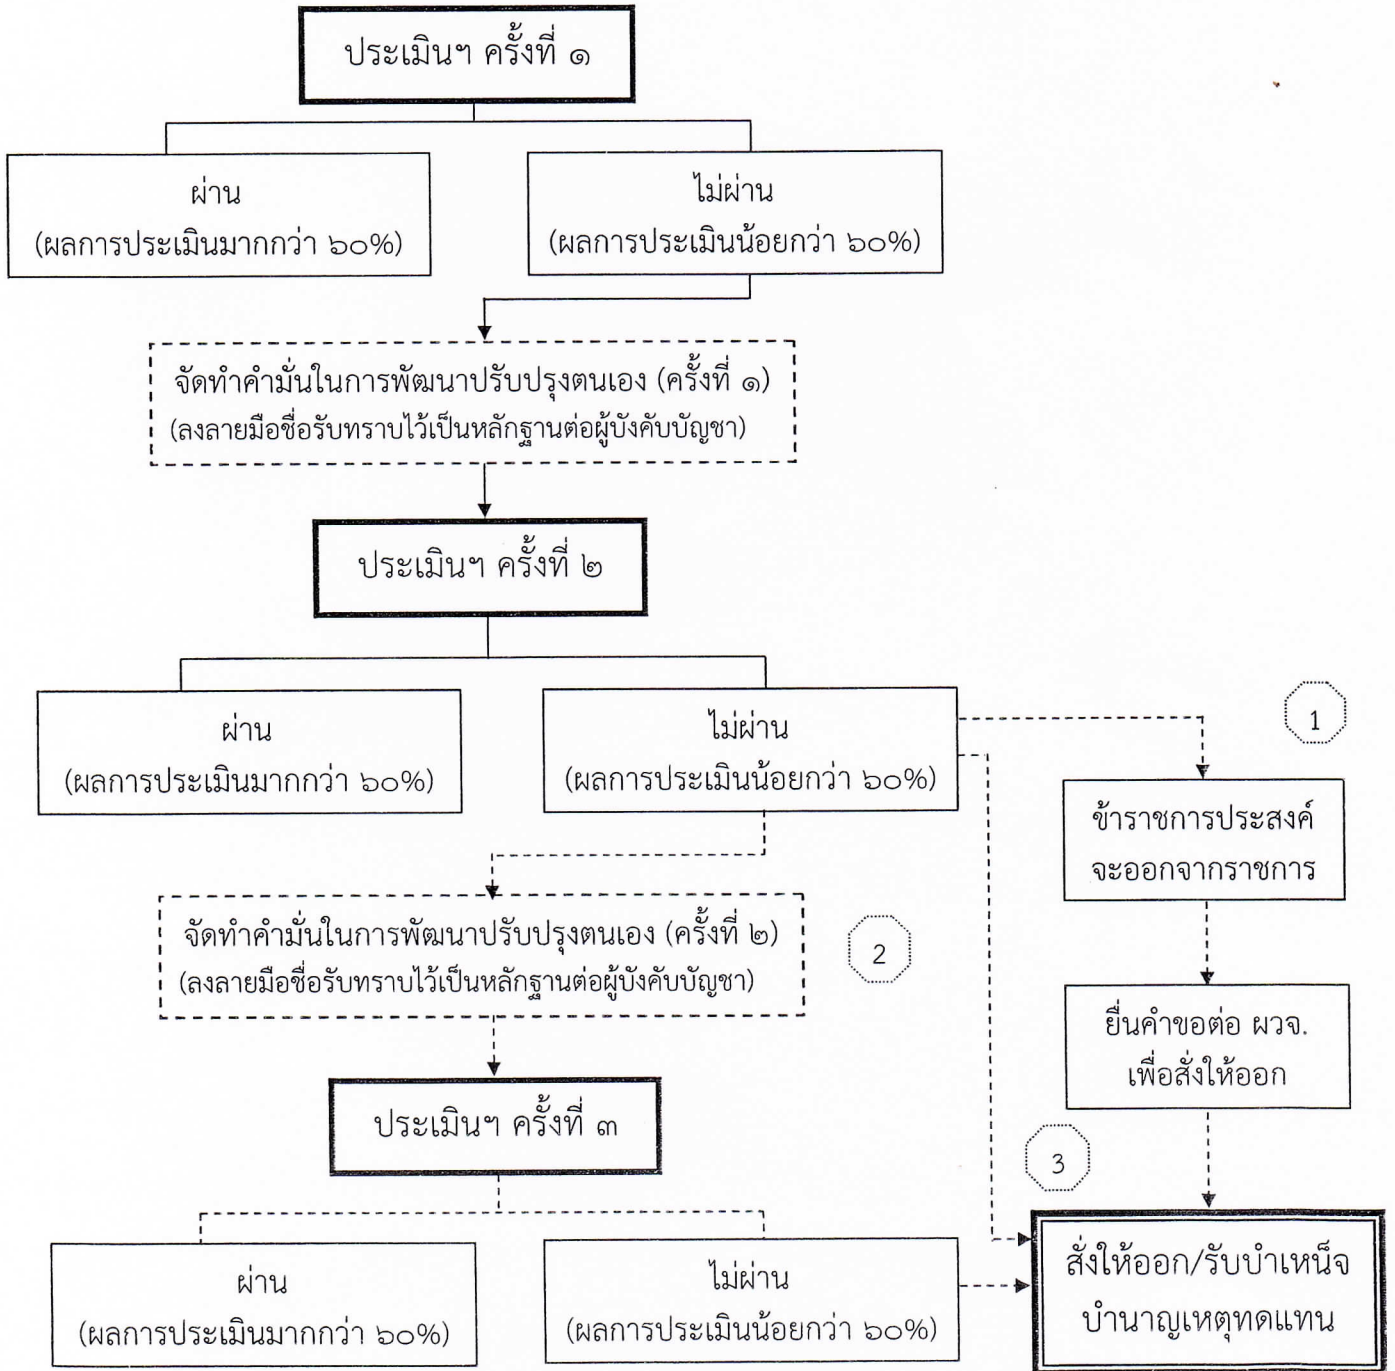 ประเมินฯ ครั้งที่ ๑
ผ่าน
(ผลการประเมินมากกว่า ๖๐%)
ไม่ผ่าน
(ผลการประเมินน้อยกว่า ๖๐%)
จัดทำคำมั่นในการพัฒนาปรับปรุงตนเอง (ครั้งที่ ๑)
(ลงลายมือชื่อรับทราบไว้เป็นหลักฐานต่อผู้บังคับบัญชา)
ประเมินฯ ครั้งที่ ๒
ผ่าน
(ผลการประเมินมากกว่า ๖๐%)
ไม่ผ่าน
(ผลการประเมินน้อยกว่า ๖๐%)
1
ข้าราชการประสงค์
จะออกจากราชการ
จัดทำคำมั่นในการพัฒนาปรับปรุงตนเอง (ครั้งที่ ๒)
(ลงลายมือชื่อรับทราบไว้เป็นหลักฐานต่อผู้บังคับบัญชา)
2
ยื่นคำขอต่อ ผวจ.
เพื่อสั่งให้ออก
ประเมินฯ ครั้งที่ ๓
3
ผ่าน
(ผลการประเมินมากกว่า ๖๐%)
ไม่ผ่าน
(ผลการประเมินน้อยกว่า ๖๐%)
สั่งให้ออก/รับบำเหน็จ
บำนาญเหตุทดแทน